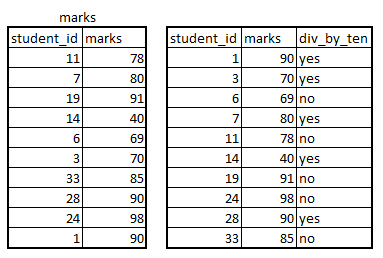 marks
student_id marks
11 78
7 80
19 91
14 40
6 69
3 70
33 85
28 90
24 98
1 90
student_id marks div_by_ten
1 90 yes
3 70 yes
6 69 no
7 80 yes
11 78 no
14 40 yes
19 91 no
24 98 no
28 90 yes
33 85 no